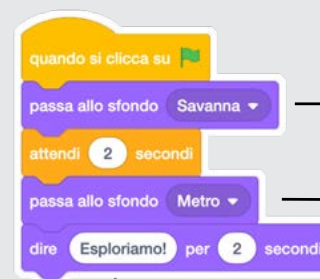 quando si clicca su
passa allo sfondo Savanna
attendi 2 secondi
passa allo sfondo Metro
dire Esploriamo! per 2 secondi